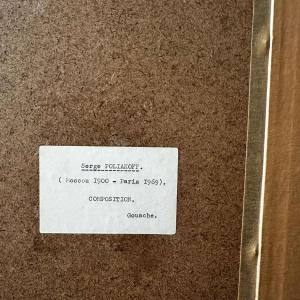 Serge POLIAKOFF.
( Moscou 1900 - Paris 1969).
COMPOSITION.
Gouache.